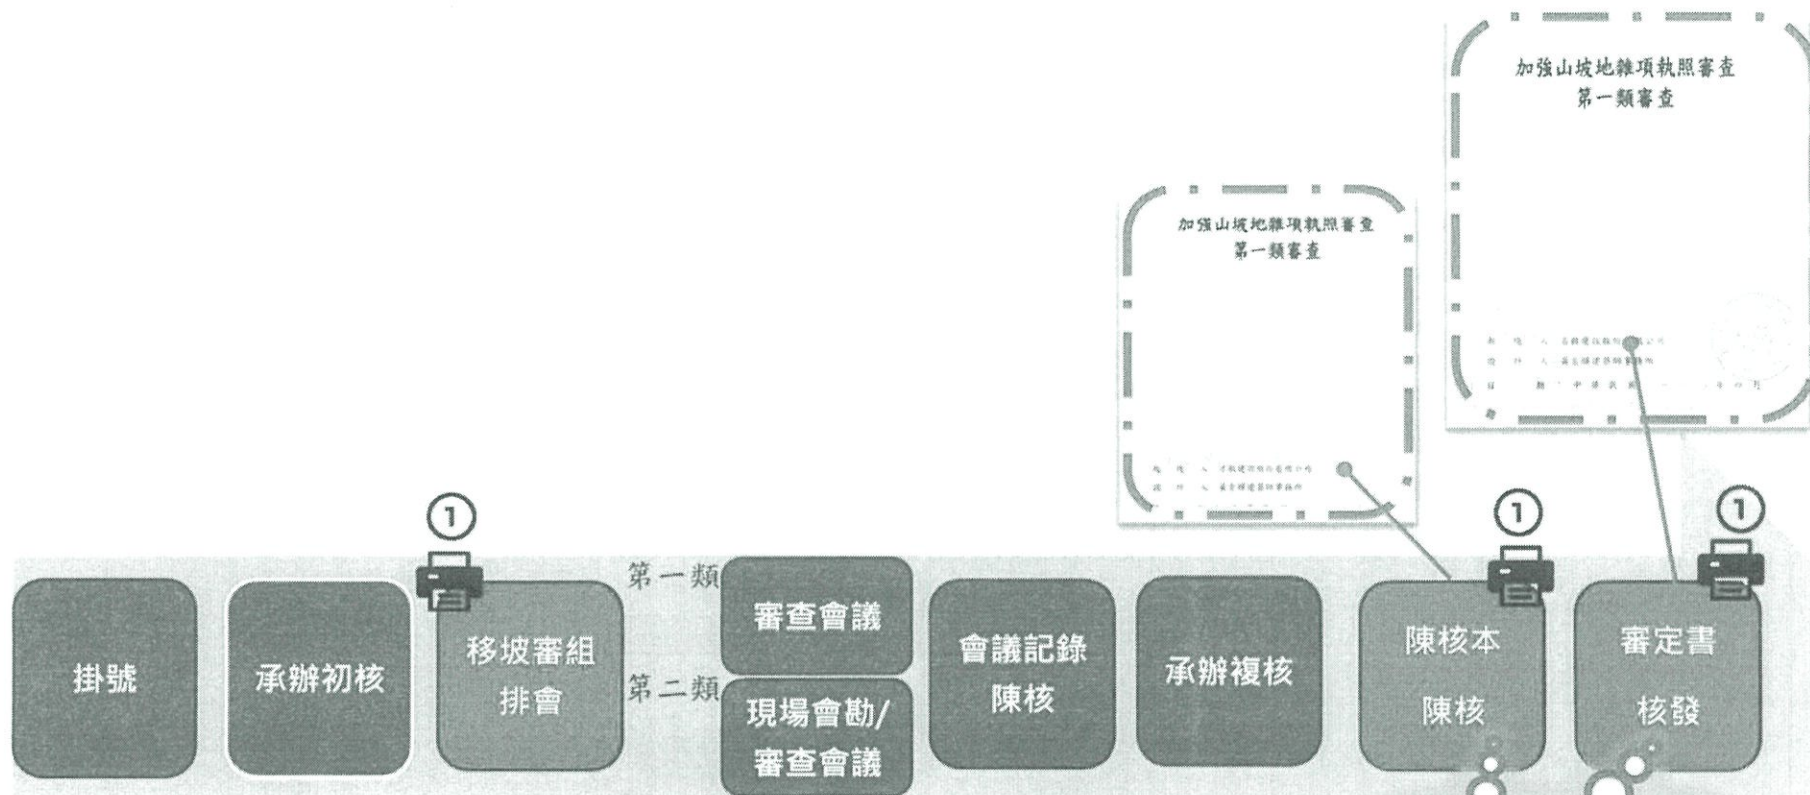 加強山坡地雜項執照審查
第一類審查
加強山坡地雜項執照審查
第一類審查
①
①
①
掛號
承辦初核
移坡審組
排會
第一類
審查會議
第二類
現場會勘/
審查會議
會議記錄
陳核
承辦複核
陳核本
陳核
審定書
核發